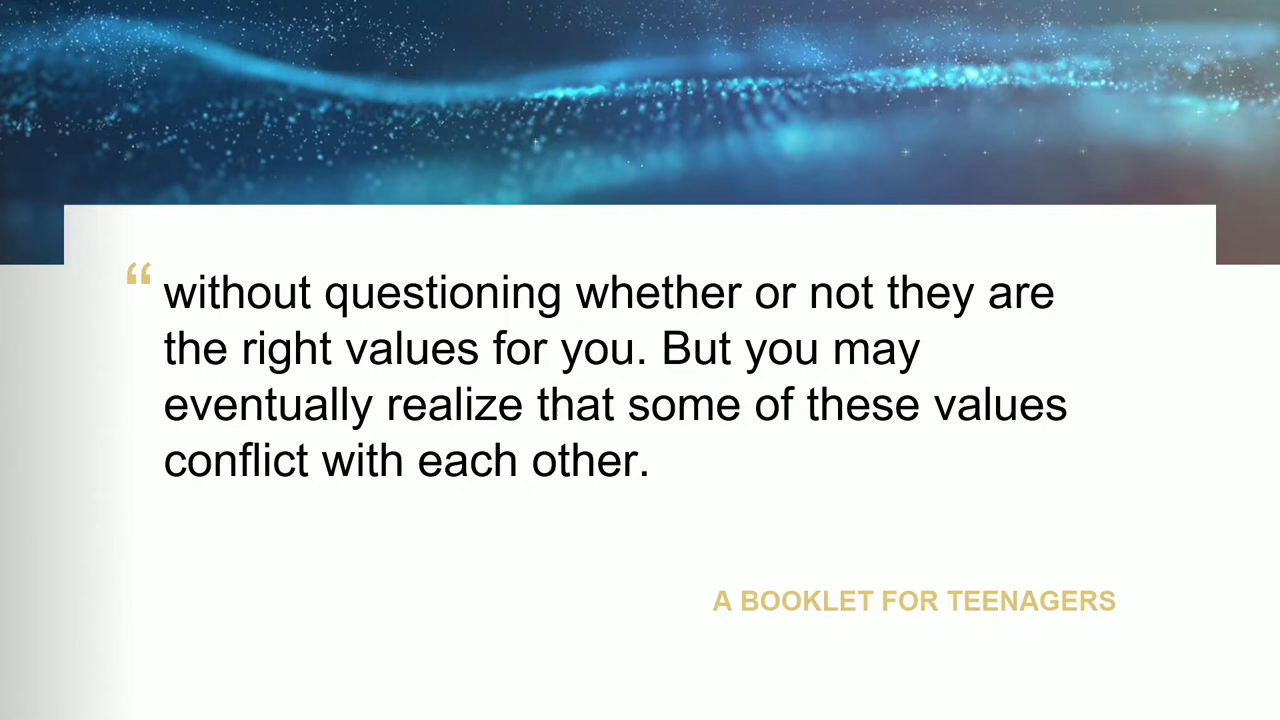 “without questioning whether or not they are
the right values for you. But you may
eventually realize that some of these values
conflict with each other.
A BOOKLET FOR TEENAGERS